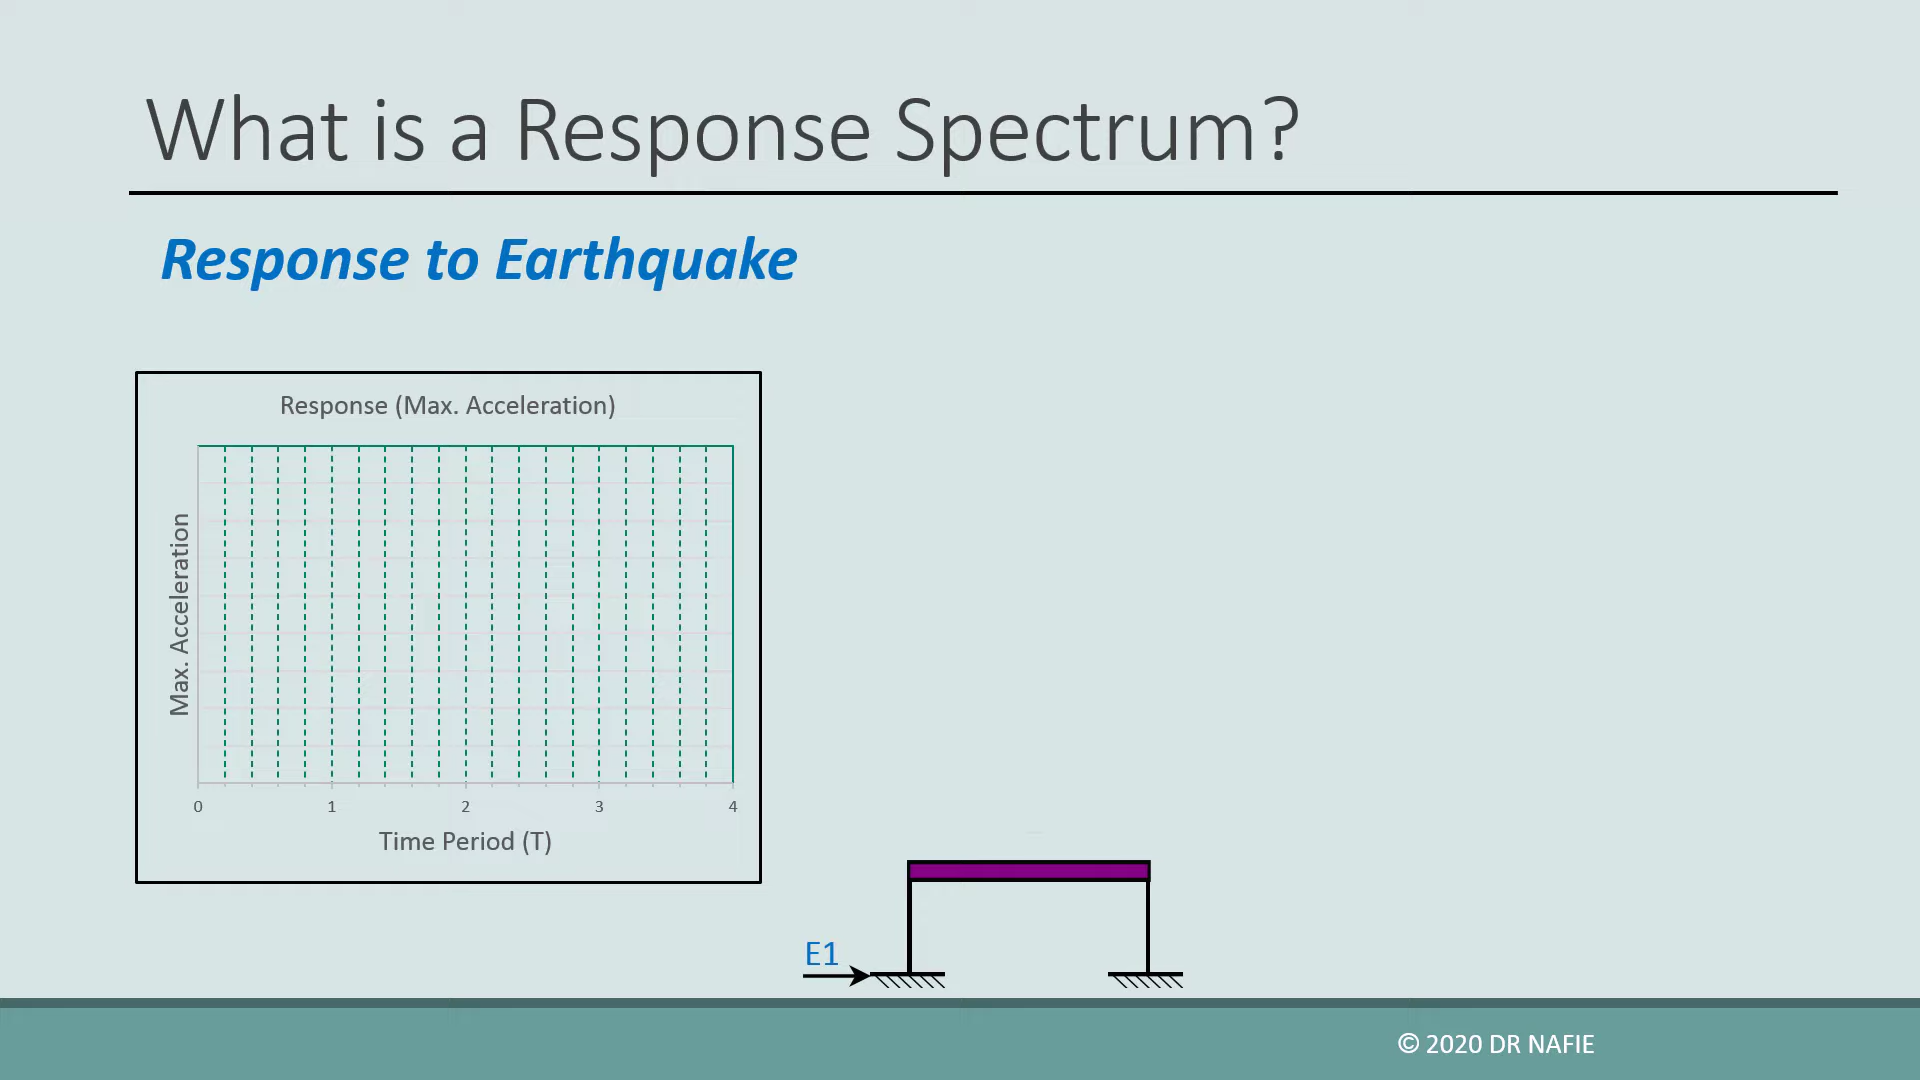 What is a Response Spectrum?
Response to Earthquake
Response (Max. Acceleration)
Max. Acceleration
0 1 2 3 4
Time Period (T)
E1
© 2020 DR NAFIE